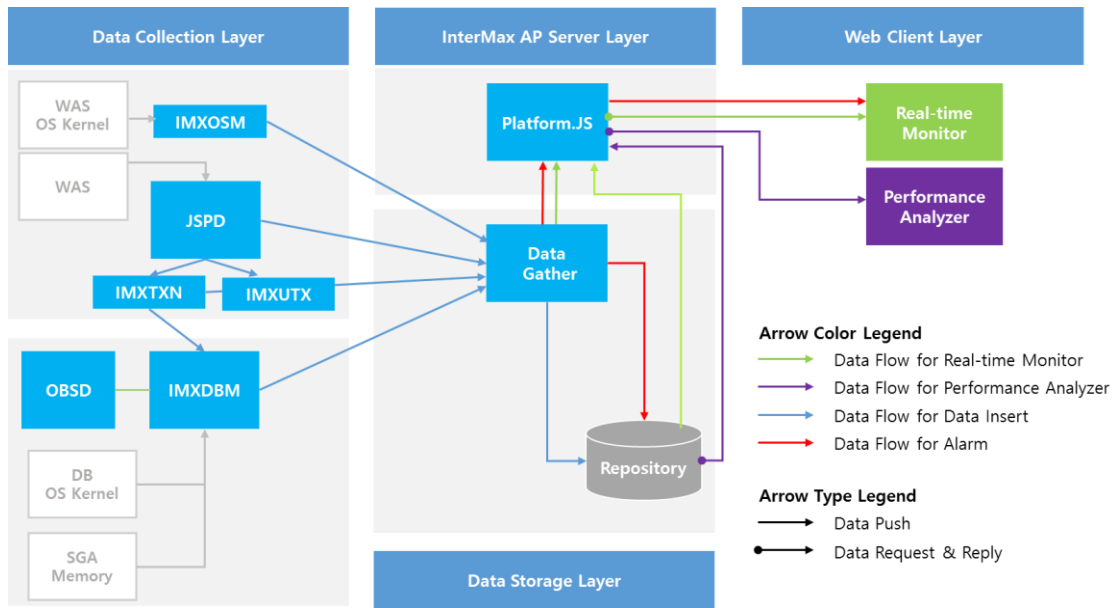 Data Collection Layer
InterMax AP Server Layer
Web Client Layer
WAS
OS Kernel
IMXOSM
WAS
JSPD
IMXTXN
IMXUTX
OBSD
IMXDBM
DB
OS Kernel
SGA
Memory
Platform.JS
Data
Gather
Repository
Data Storage Layer
Real-time
Monitor
Performance
Analyzer
Arrow Color Legend
Data Flow for Real-time Monitor
Data Flow for Performance Analyzer
Data Flow for Data Insert
Data Flow for Alarm
Arrow Type Legend
Data Push
Data Request & Reply